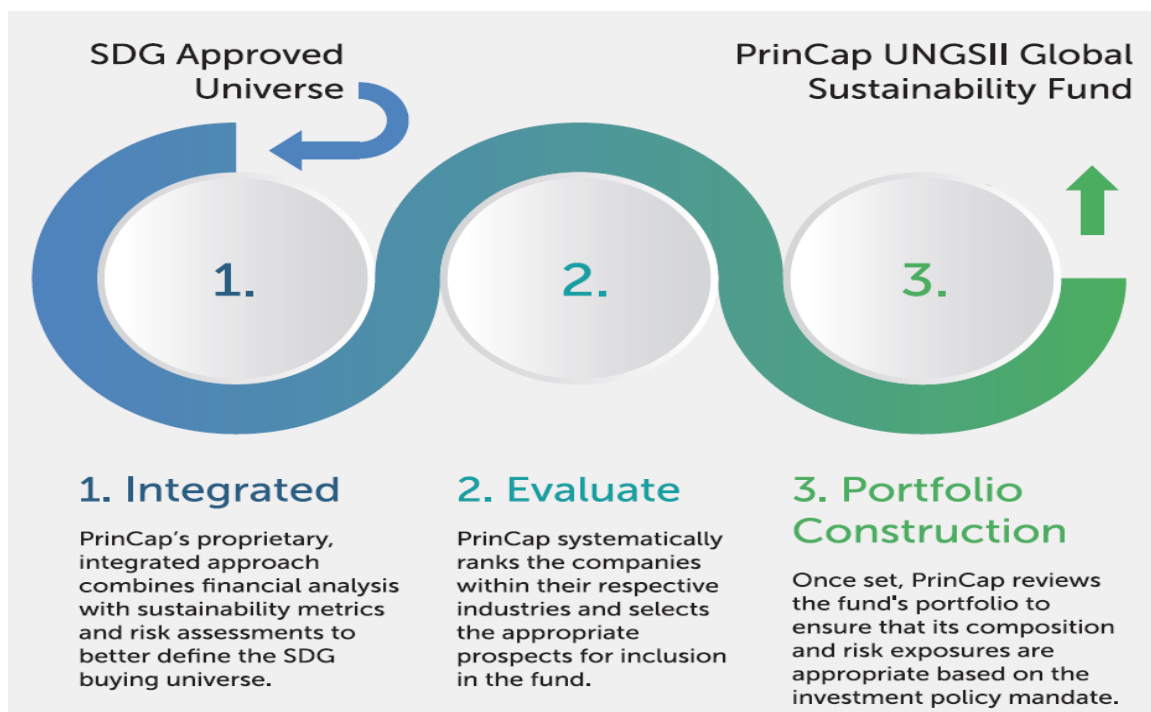 SDG Approved
Universe
PrinCap UNGSII Global
Sustainability Fund
1.
2.
3.
1. Integrated
PrinCap’s proprietary,
integrated approach
combines financial analysis
with sustainability metrics
and risk assessments to
better define the SDG
buying universe.
2. Evaluate
PrinCap systematically
ranks the companies
within their respective
industries and selects
the appropriate
prospects for inclusion
in the fund.
3. Portfolio
Construction
Once set, PrinCap reviews
the fund's portfolio to
ensure that its composition
and risk exposures are
appropriate based on the
investment policy mandate.